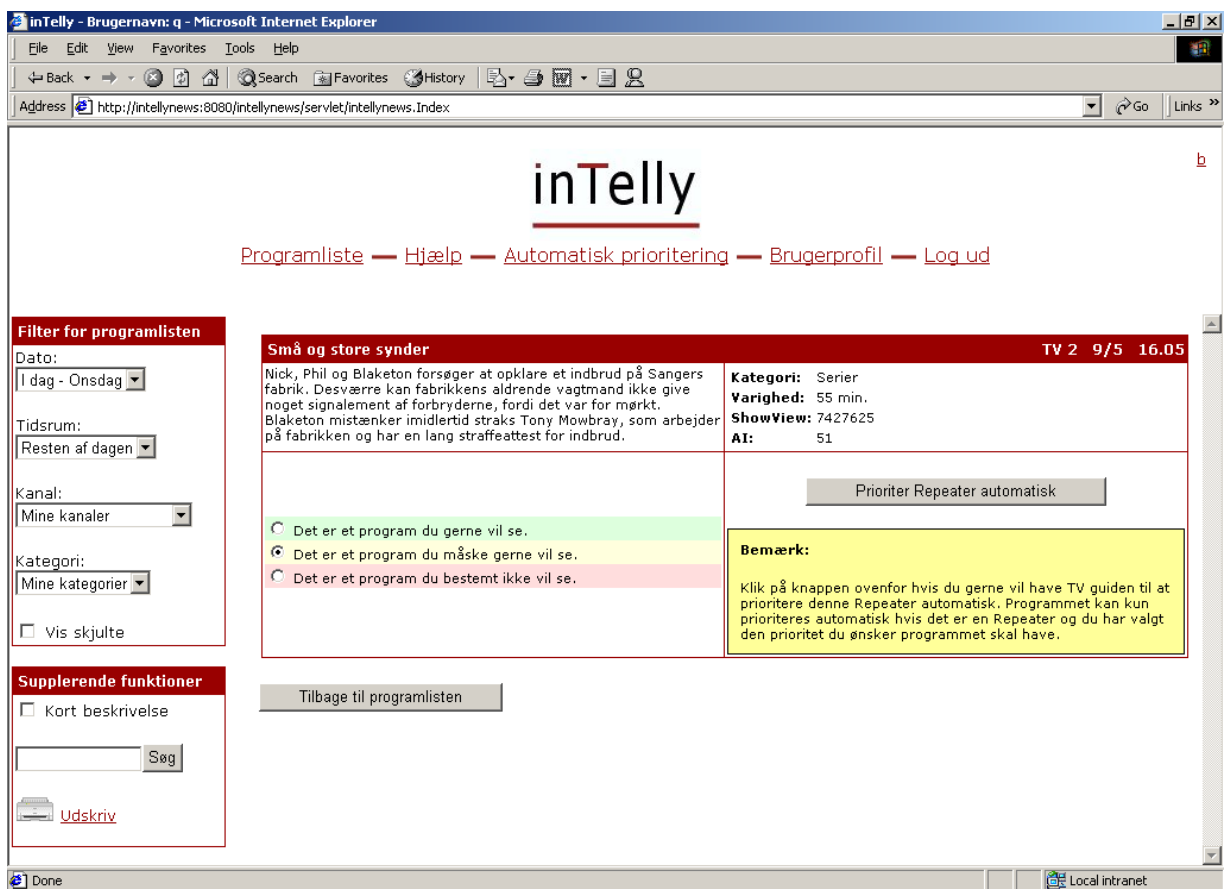 inTelly - Brugernavn: q - Microsoft Internet Explorer
File Edit View Favorites Tools Help
Back Search Favorites History
Address http://intellynews:8080/intellynews/servlet/intellynews.Index Go Links »
b
inTelly
Programliste — Hjælp — Automatisk prioritering — Brugerprofil — Log ud
Filter for programlisten
Dato:
I dag - Onsdag
Tidsrum:
Resten af dagen
Kanal:
Mine kanaler
Kategori:
Mine kategorier
Vis skjulte
Supplerende funktioner
Kort beskrivelse
Søg
Udskriv
Små og store synder TV 2 9/5 16.05
Nick, Phil og Blaketon forsøger at opklare et indbrud på Sangers
fabrik. Desværre kan fabrikkens aldrende vagtmand ikke give
noget signalement af forbryderne, fordi det var for mørkt.
Blaketon mistænker imidlertid straks Tony Mowbray, som arbejder
på fabrikken og har en lang straffeattest for indbrud.
Kategori: Serier
Varighed: 55 min.
ShowView: 7427625
AI: 51
Det er et program du gerne vil se.
Det er et program du måske gerne vil se.
Det er et program du bestemt ikke vil se.
Prioriter Repeater automatisk
Bemærk:
Klik på knappen ovenfor hvis du gerne vil have TV guiden til at
prioritere denne Repeater automatisk. Programmet kan kun
prioriteres automatisk hvis det er en Repeater og du har valgt
den prioritet du ønsker programmet skal have.
Tilbage til programlisten
Done Local intranet